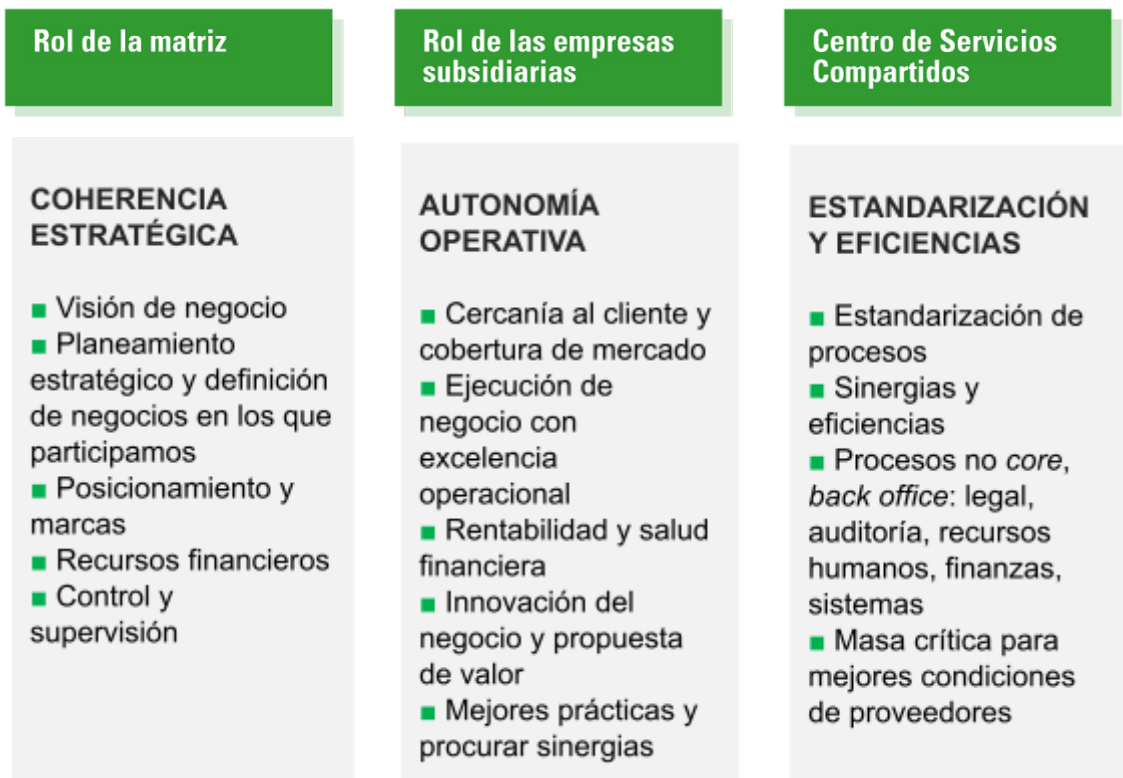 Rol de la matriz
COHERENCIA
ESTRATÉGICA
■ Visión de negocio
■ Planeamiento
estratégico y definición
de negocios en los que
participamos
■ Posicionamiento y
marcas
■ Recursos financieros
■ Control y
supervisión
Rol de las empresas
subsidiarias
AUTONOMÍA
OPERATIVA
■ Cercanía al cliente y
cobertura de mercado
■ Ejecución de
negocio con
excelencia
operacional
■ Rentabilidad y salud
financiera
■ Innovación del
negocio y propuesta
de valor
■ Mejores prácticas y
procurar sinergias
Centro de Servicios
Compartidos
ESTANDARIZACIÓN
Y EFICIENCIAS
■ Estandarización de
procesos
■ Sinergias y
eficiencias
■ Procesos no core,
back office: legal,
auditoría, recursos
humanos, finanzas,
sistemas
■ Masa crítica para
mejores condiciones
de proveedores